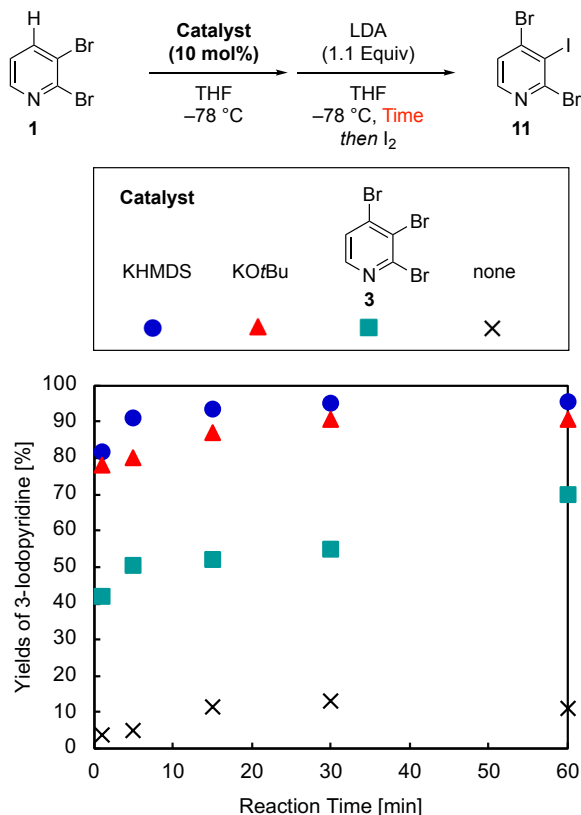 H
Br
N
Br
1
Catalyst
(10 mol%)
THF
–78 °C
LDA
(1.1 Equiv)
THF
–78 °C, Time
then I₂
Br
I
N
Br
11
Catalyst
KHMDS
KOtBu
Br
Br
N
Br
3
none
Yields of 3-Iodopyridine [%]
100
90
80
70
60
50
40
30
20
10
0
0 10 20 30 40 50 60
Reaction Time [min]